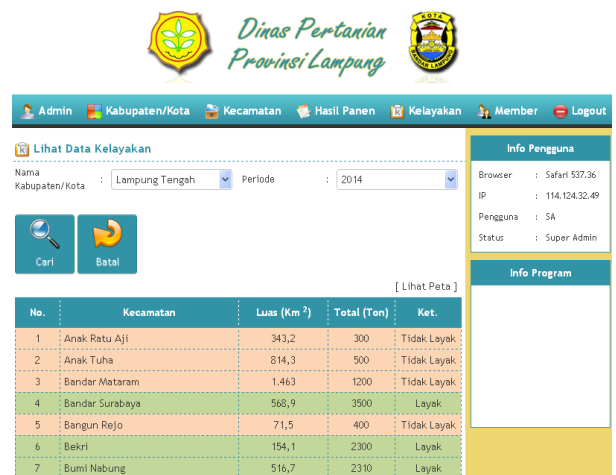 Dinas Pertanian
Provinsi Lampung
KOTA
BANDAR LAMPUNG
Admin Kabupaten/Kota Kecamatan Hasil Panen Kelayakan Member Logout
Lihat Data Kelayakan
Nama Kabupaten/Kota : Lampung Tengah Periode : 2014
Cari Batal
[ Lihat Peta ]
No. Kecamatan Luas (Km ²) Total (Ton) Ket.
1 Anak Ratu Aji 343,2 300 Tidak Layak
2 Anak Tuha 814,3 500 Tidak Layak
3 Bandar Mataram 1.463 1200 Tidak Layak
4 Bandar Surabaya 568,9 3500 Layak
5 Bangun Rejo 71,5 400 Tidak Layak
6 Bekri 154,1 2300 Layak
7 Bumi Nabung 516,7 2310 Layak
Info Pengguna
Browser : Safari 537.36
IP : 114.124.32.49
Pengguna : SA
Status : Super Admin
Info Program